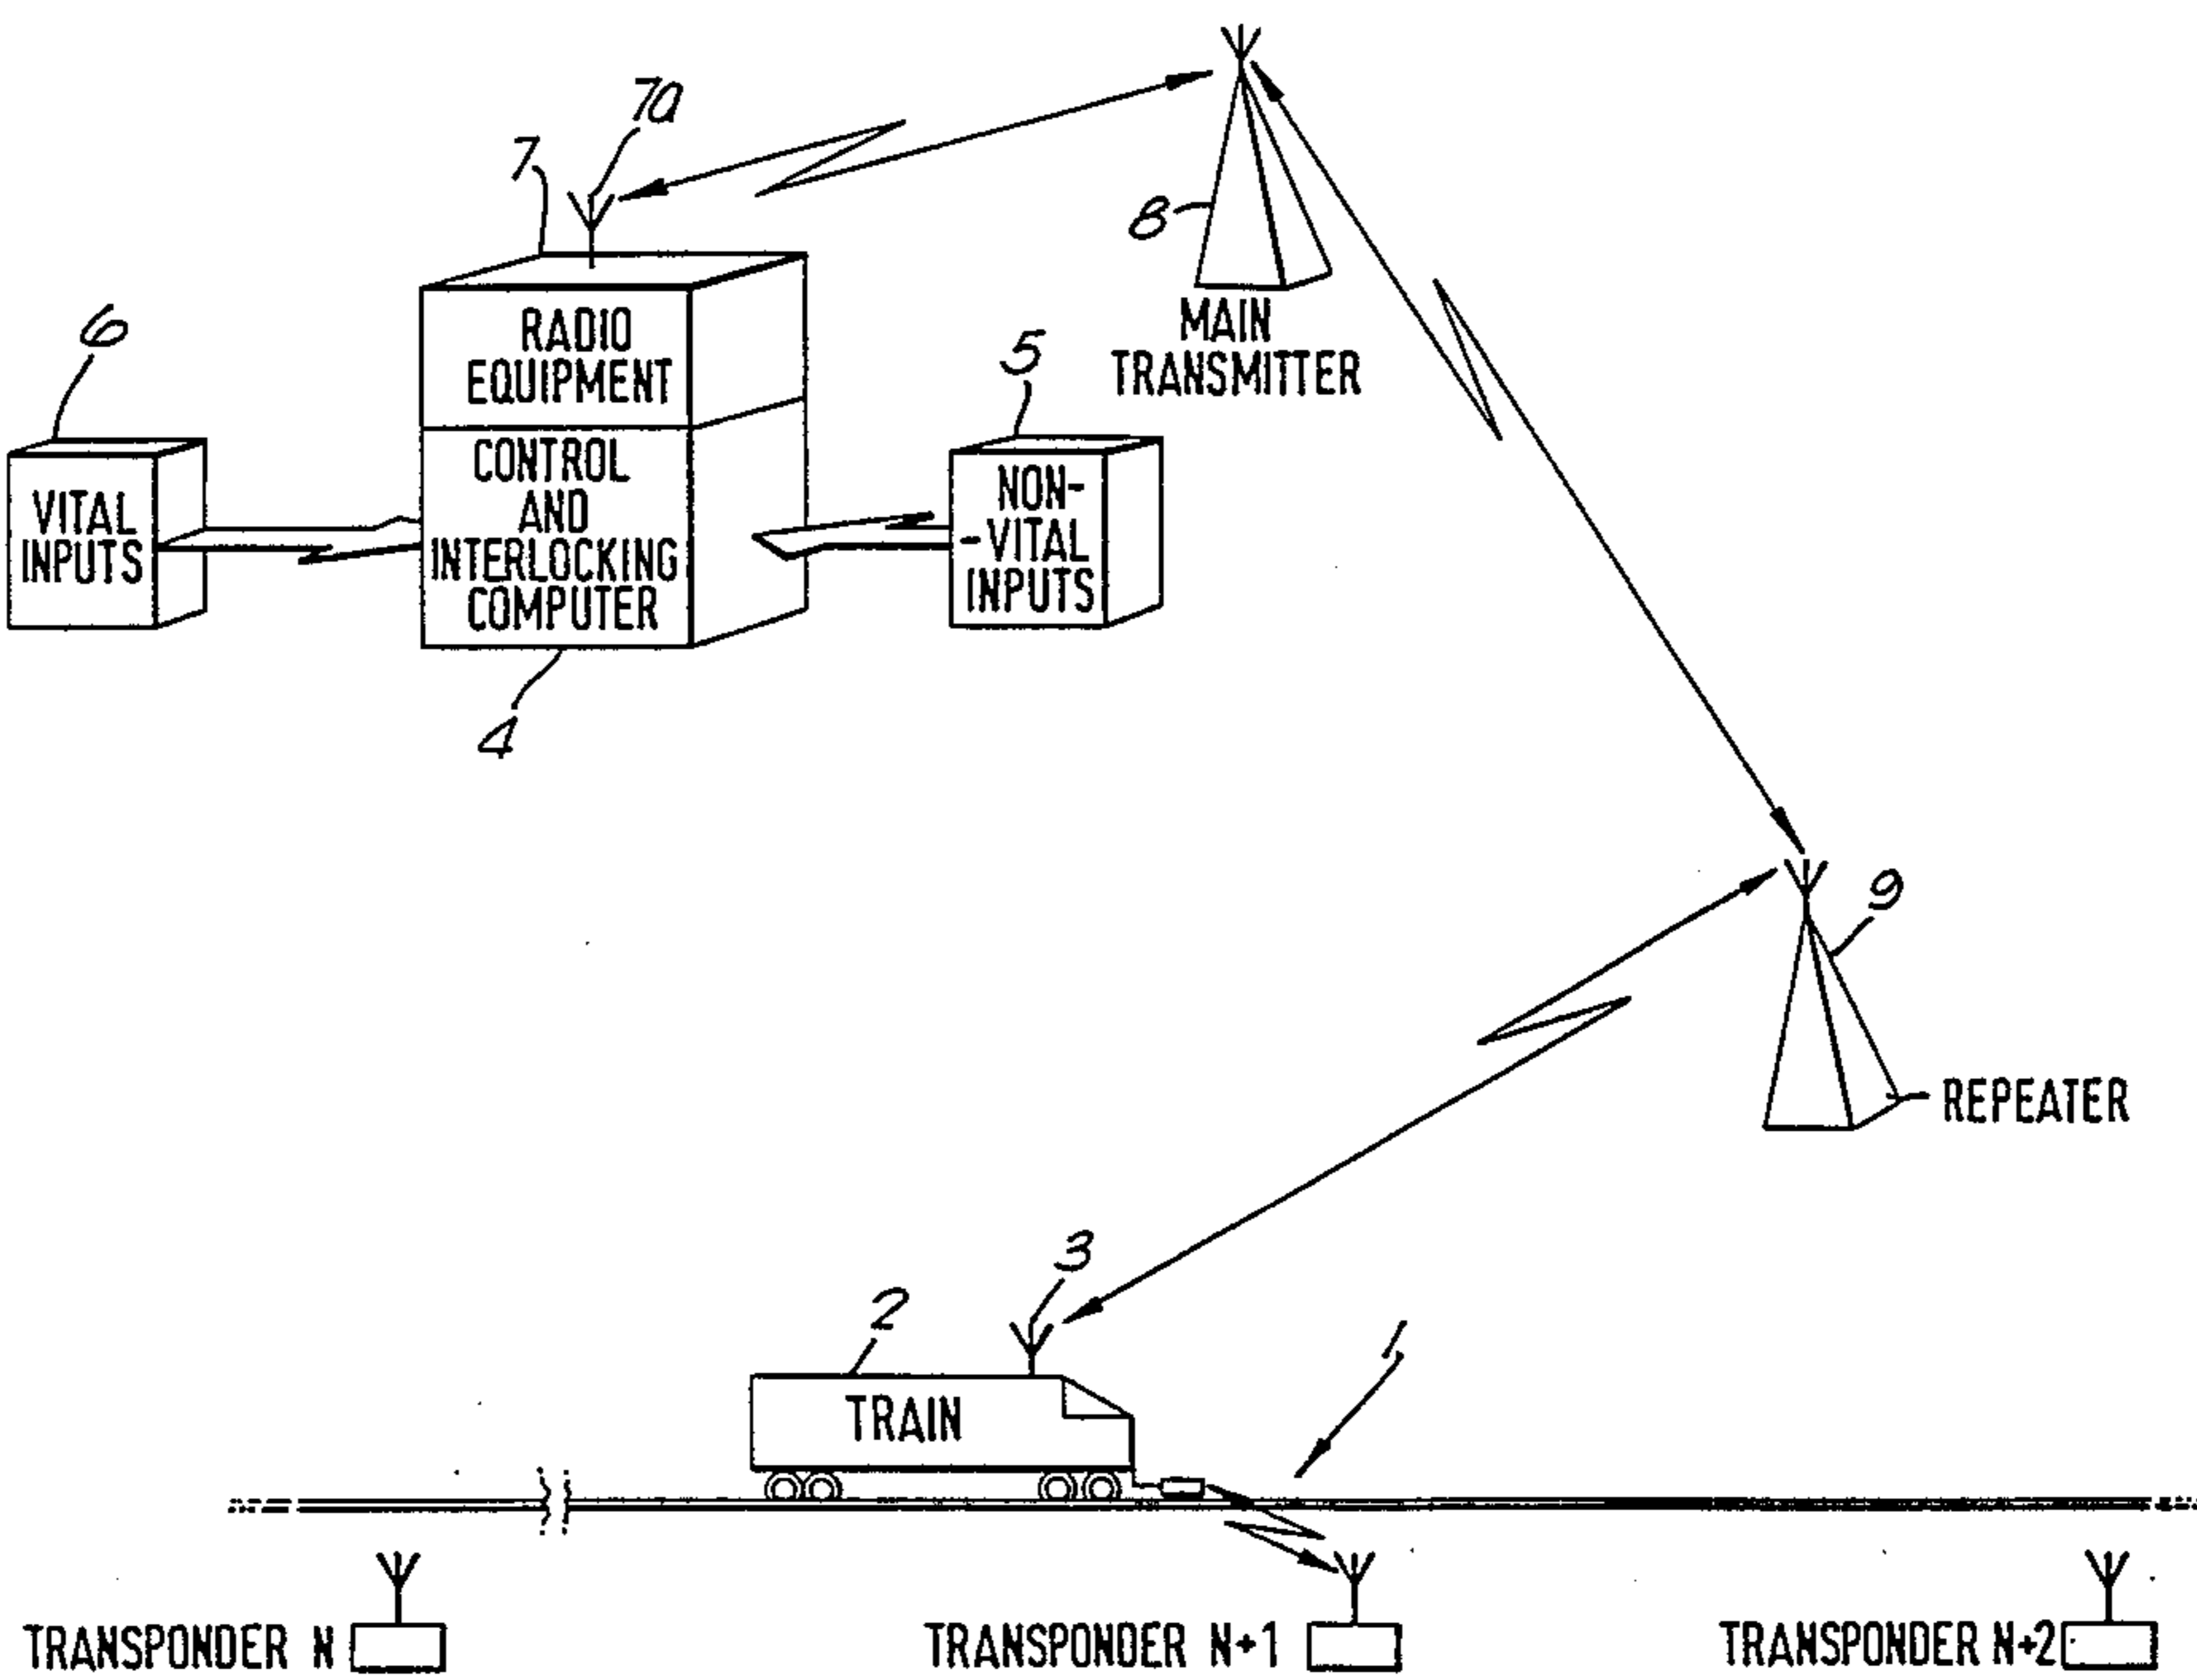 7a
7
8
MAIN
TRANSMITTER
6
RADIO
EQUIPMENT
5
VITAL
INPUTS
CONTROL
AND
INTERLOCKING
COMPUTER
NON-
-VITAL
INPUTS
4
9
REPEATER
3
2
1
TRAIN
TRANSPONDER N
TRANSPONDER N+1
TRANSPONDER N+2